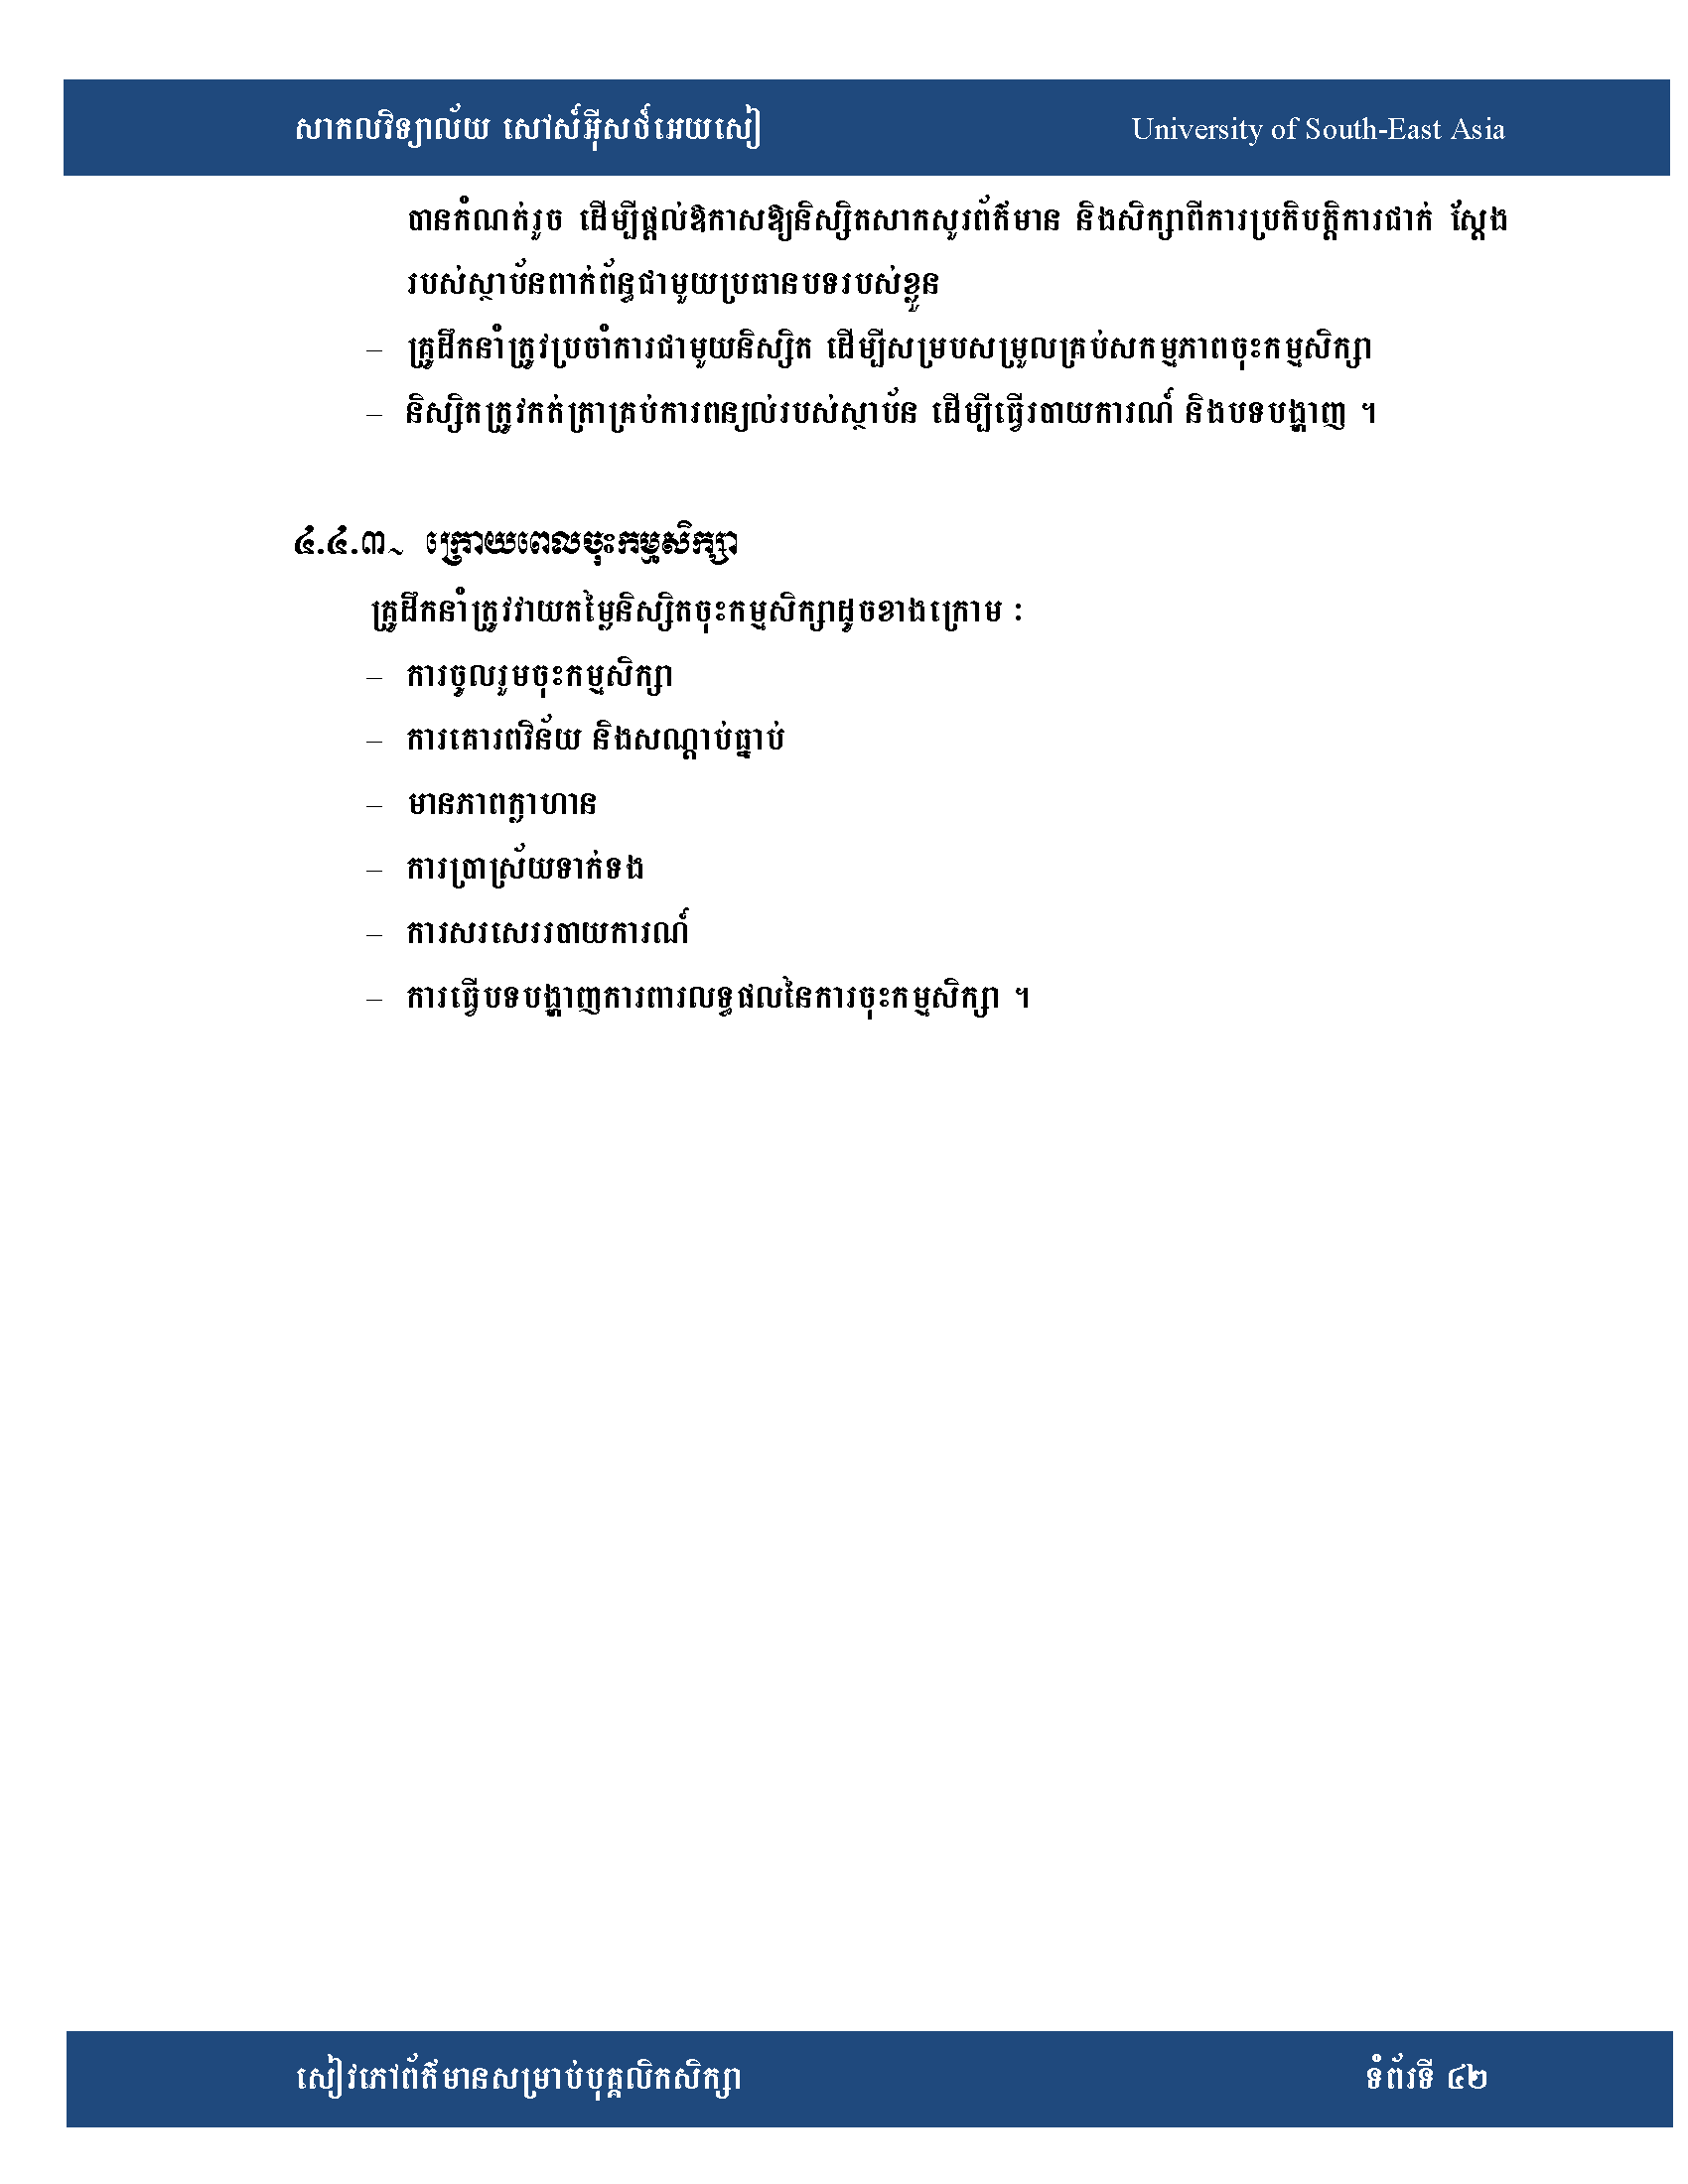 សាកលវិទ្យាល័យ សៅស៍អ៊ីសថ៍អេយសៀ University of South-East Asia
បានកំណត់រួច ដើម្បីផ្តល់ឱកាសឱ្យនិស្សិតសាកសួរព័ត៌មាន និងសិក្សាពីការប្រតិបត្តិការជាក់ ស្តែង
របស់ស្ថាប័នពាក់ព័ន្ធជាមួយប្រធានបទរបស់ខ្លួន
– គ្រូដឹកនាំត្រូវប្រចាំការជាមួយនិស្សិត ដើម្បីសម្របសម្រួលគ្រប់សកម្មភាពចុះកម្មសិក្សា
– និស្សិតត្រូវកត់ត្រាគ្រប់ការពន្យល់របស់ស្ថាប័ន ដើម្បីធ្វើរបាយការណ៍ និងបទបង្ហាញ ។
៤.៤.៣~ ក្រោយពេលចុះកម្មសិក្សា
គ្រូដឹកនាំត្រូវវាយតម្លៃនិស្សិតចុះកម្មសិក្សាដូចខាងក្រោម ៖
– ការចូលរួមចុះកម្មសិក្សា
– ការគោរពវិន័យ និងសណ្តាប់ធ្នាប់
– មានភាពក្លាហាន
– ការប្រាស្រ័យទាក់ទង
– ការសរសេររបាយការណ៍
– ការធ្វើបទបង្ហាញការពារលទ្ធផលនៃការចុះកម្មសិក្សា ។
សៀវភៅព័ត៌មានសម្រាប់បុគ្គលិកសិក្សា ទំព័រទី ៤២